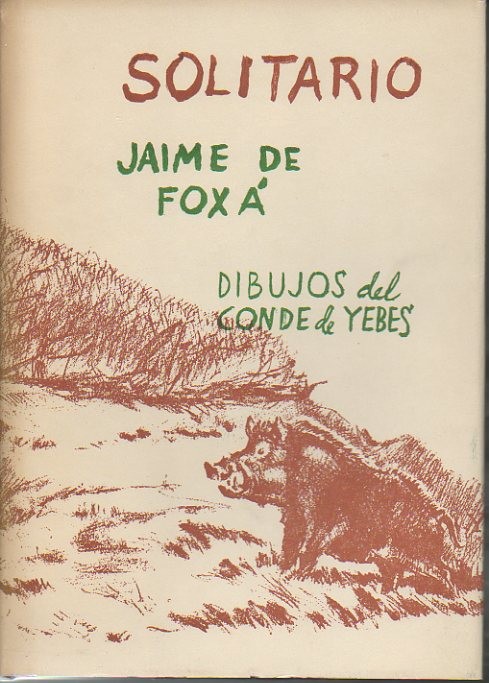 SOLITARIO
JAIME DE
FOXÁ
DIBUJOS del
CONDE de YEBES